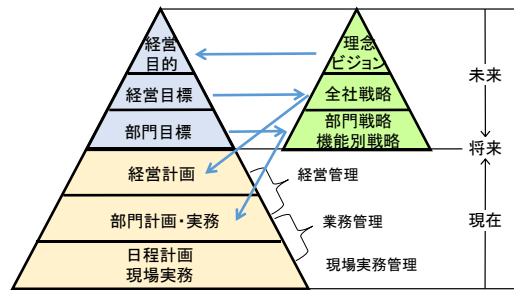 経営
目的
経営目標
部門目標
経営計画
部門計画・実務
日程計画
現場実務
理念
ビジョン
全社戦略
部門戦略
機能別戦略
経営管理
業務管理
現場実務管理
未来
将来
現在